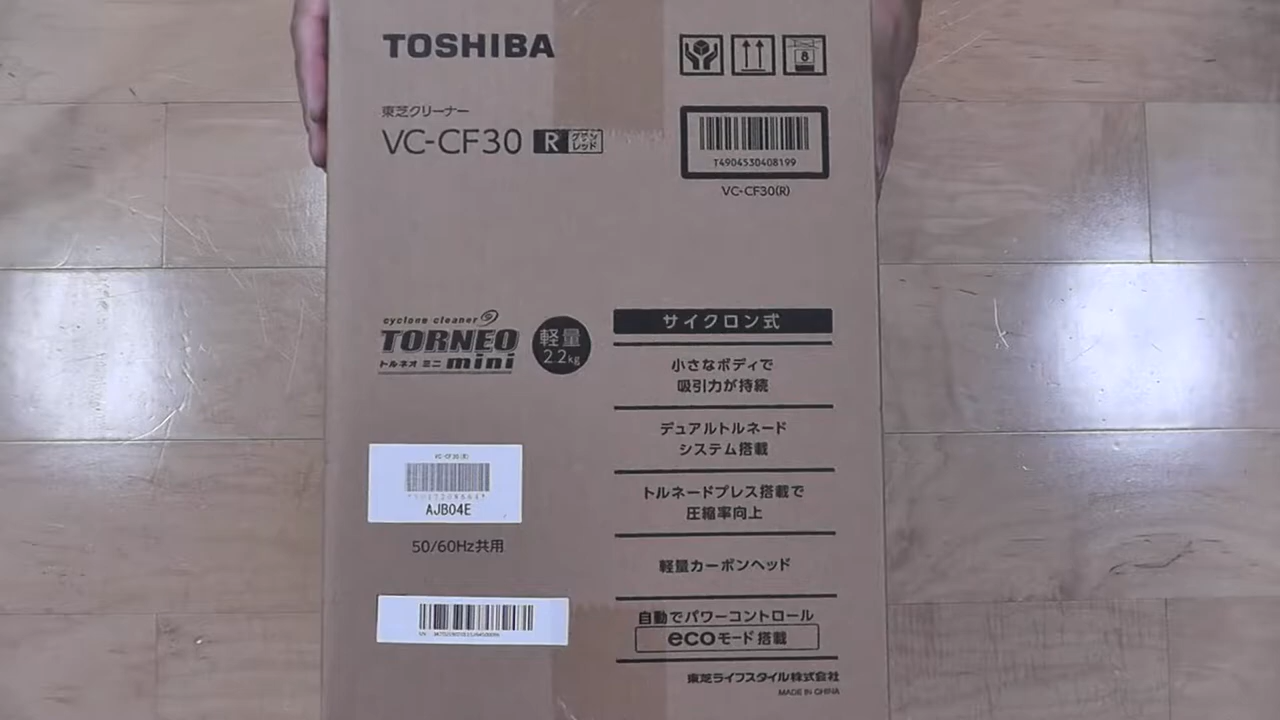 TOSHIBA
8
東芝クリーナー
VC-CF30 R グランレッド
T4904530408199
VC-CF30(R)
cyclone cleaner
TORNEO
トルネオ ミニ mini
軽量
2.2kg
サイクロン式
小さなボディで
吸引力が持続
デュアルトルネード
システム搭載
トルネードプレス搭載で
圧縮率向上
軽量カーボンヘッド
自動でパワーコントロール
ecoモード搭載
VC-CF30(R)
AJB04E
50/60Hz共用
東芝ライフスタイル株式会社
MADE IN CHINA